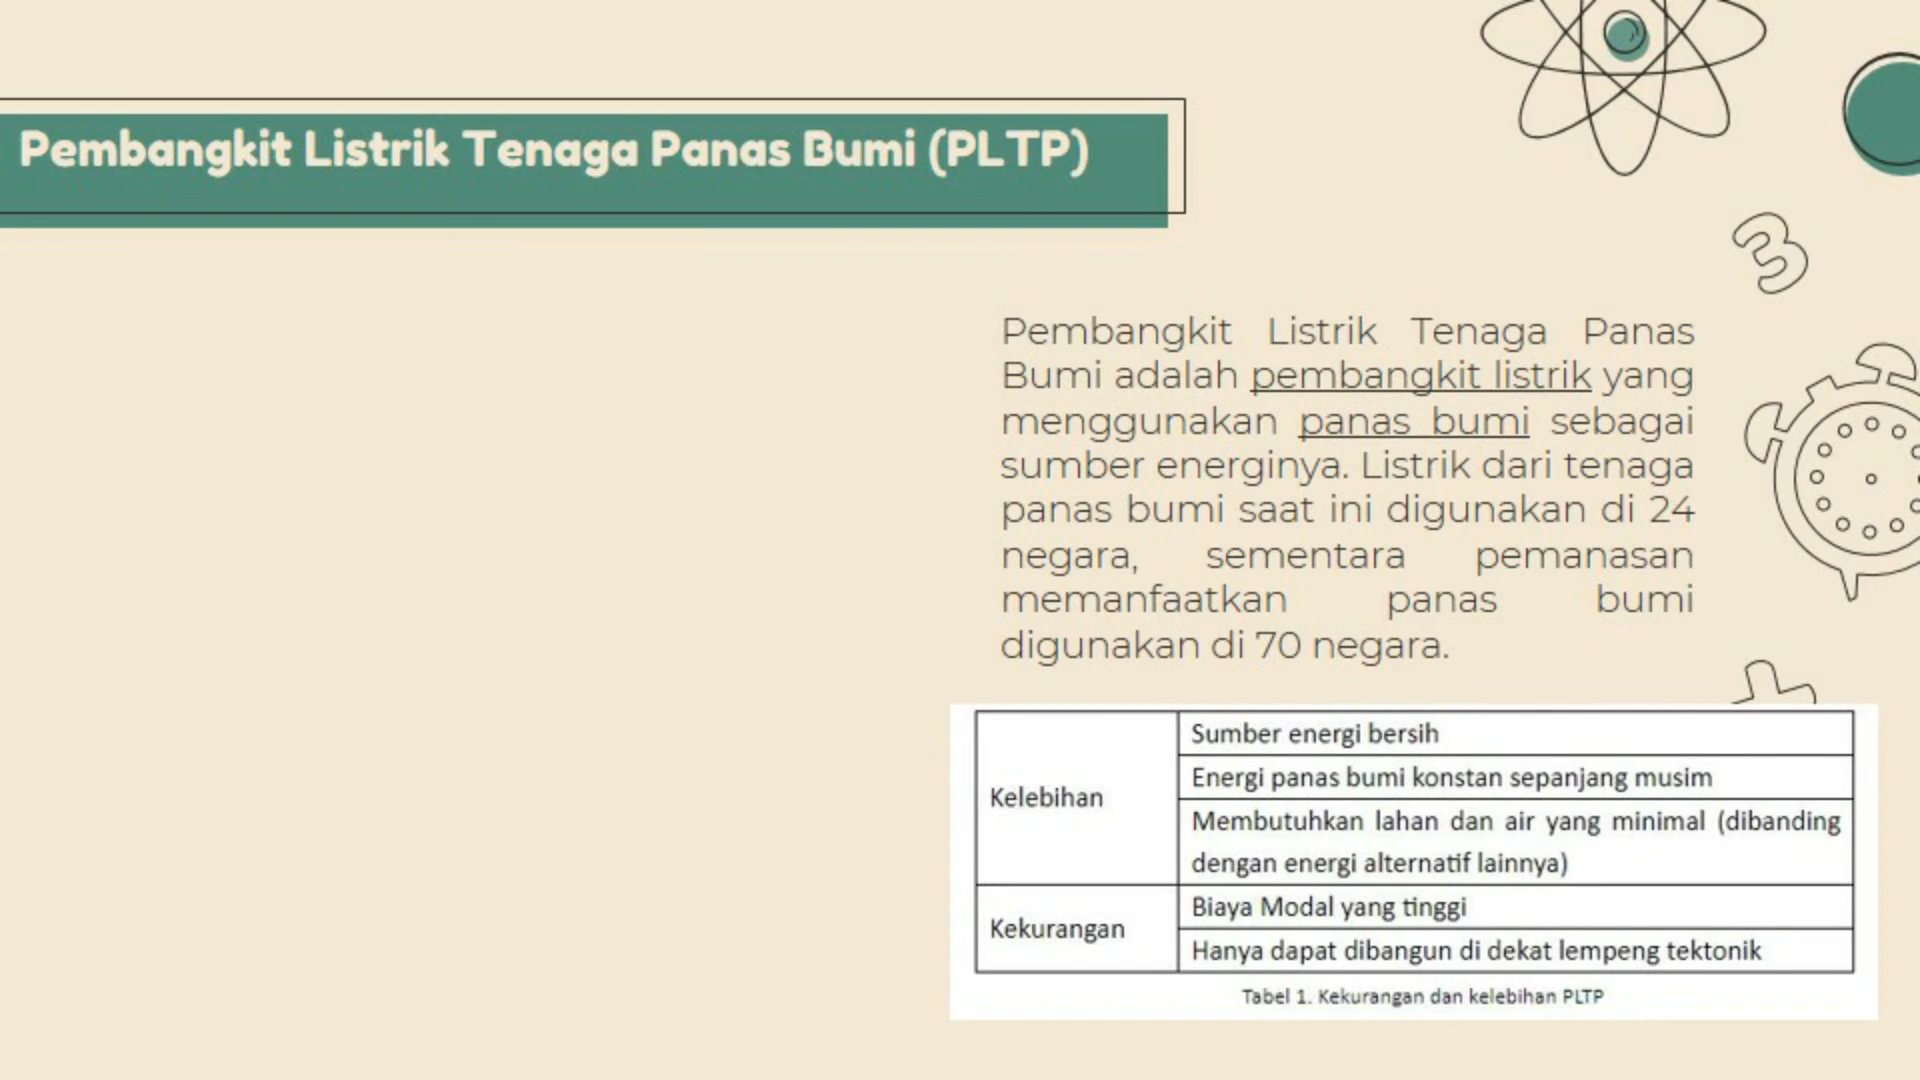 Pembangkit Listrik Tenaga Panas Bumi (PLTP)
3
Pembangkit Listrik Tenaga Panas
Bumi adalah pembangkit listrik yang
menggunakan panas bumi sebagai
sumber energinya. Listrik dari tenaga
panas bumi saat ini digunakan di 24
negara, sementara pemanasan
memanfaatkan panas bumi
digunakan di 70 negara.
Kelebihan
Sumber energi bersih
Energi panas bumi konstan sepanjang musim
Membutuhkan lahan dan air yang minimal (dibanding
dengan energi alternatif lainnya)
Kekurangan
Biaya Modal yang tinggi
Hanya dapat dibangun di dekat lempeng tektonik
Tabel 1. Kekurangan dan kelebihan PLTP